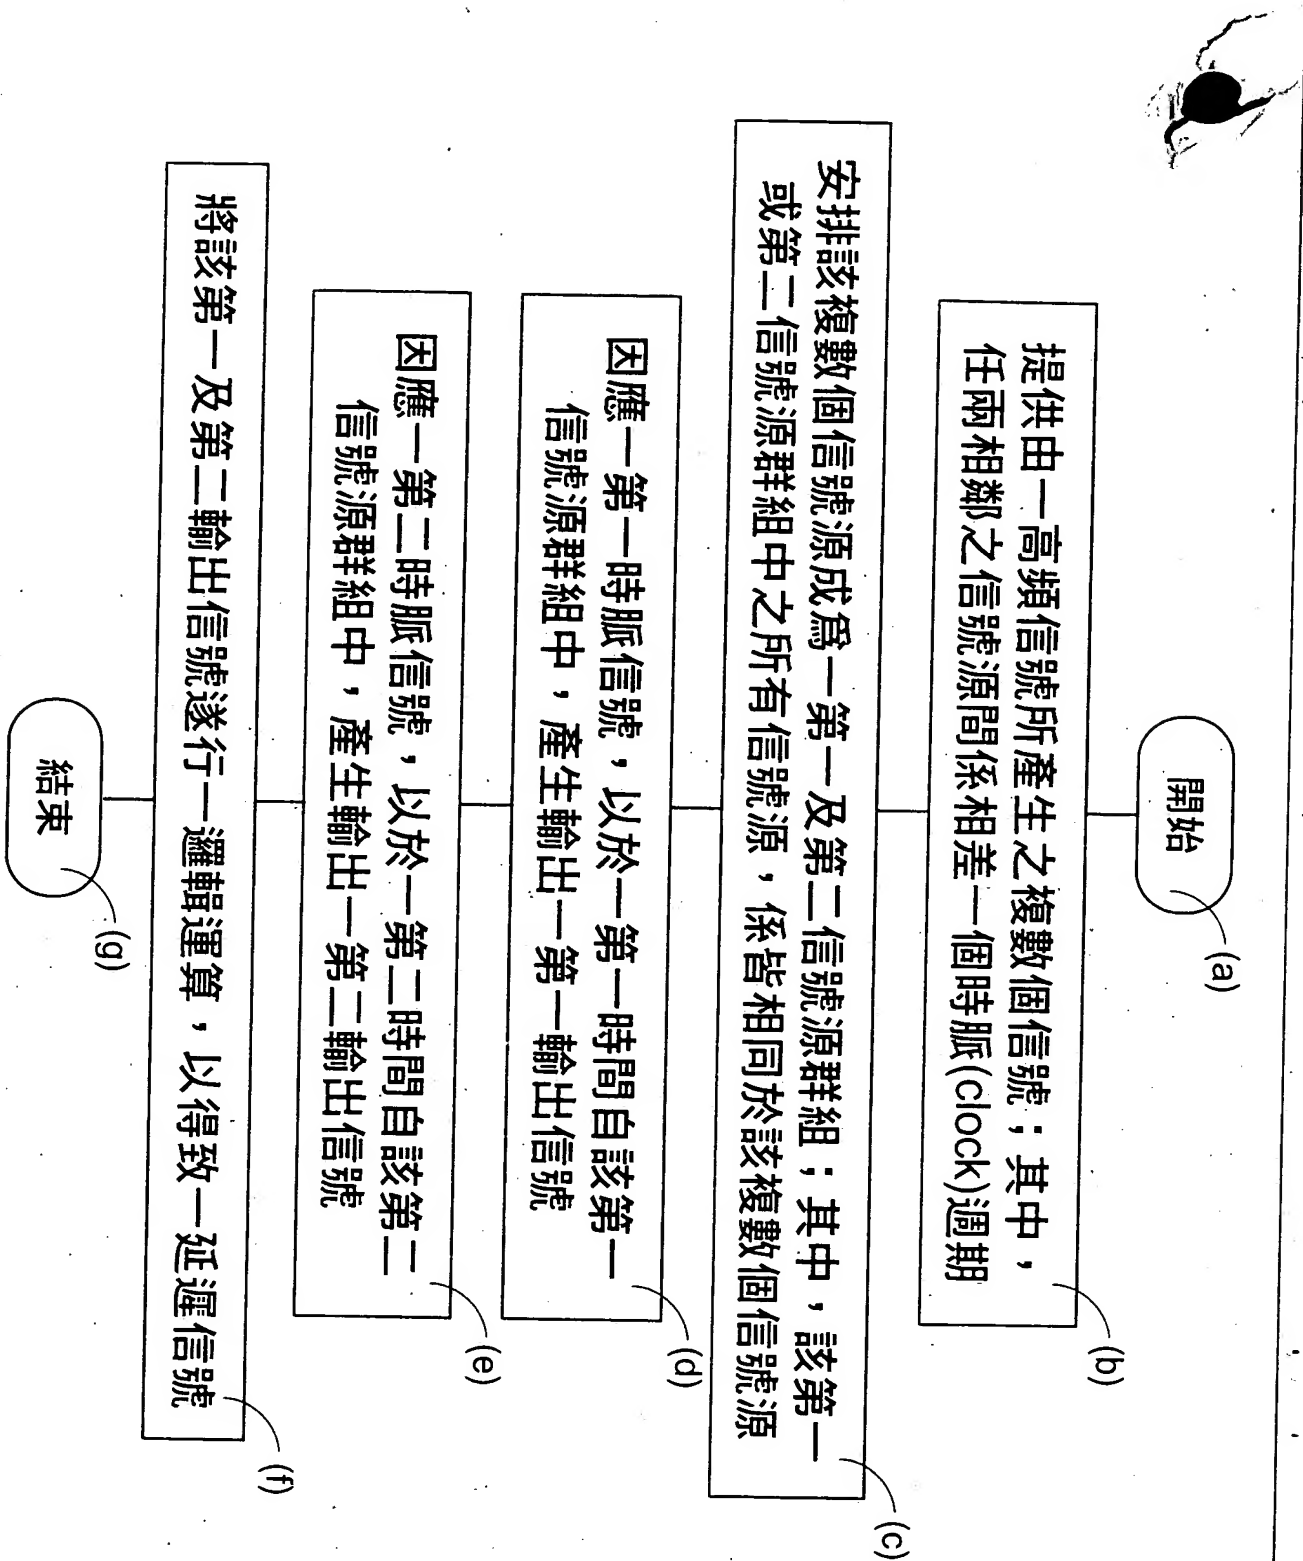 開始
(a)
提供由一高頻信號所產生之複數個信號；其中，
任兩相鄰之信號源間係相差一個時脈(clock)週期
(b)
安排該複數個信號源成為一第一及第二信號源群組；其中，該第一
或第二信號源群組中之所有信號源，係皆相同於該複數個信號源
(c)
因應一第一時脈信號，以於一第一時間自該第一
信號源群組中，產生輸出一第一輸出信號
(d)
因應一第二時脈信號，以於一第二時間自該第二
信號源群組中，產生輸出一第二輸出信號
(e)
將該第一及第二輸出信號遂行一邏輯運算，以得致一延遲信號
(f)
結束
(g)